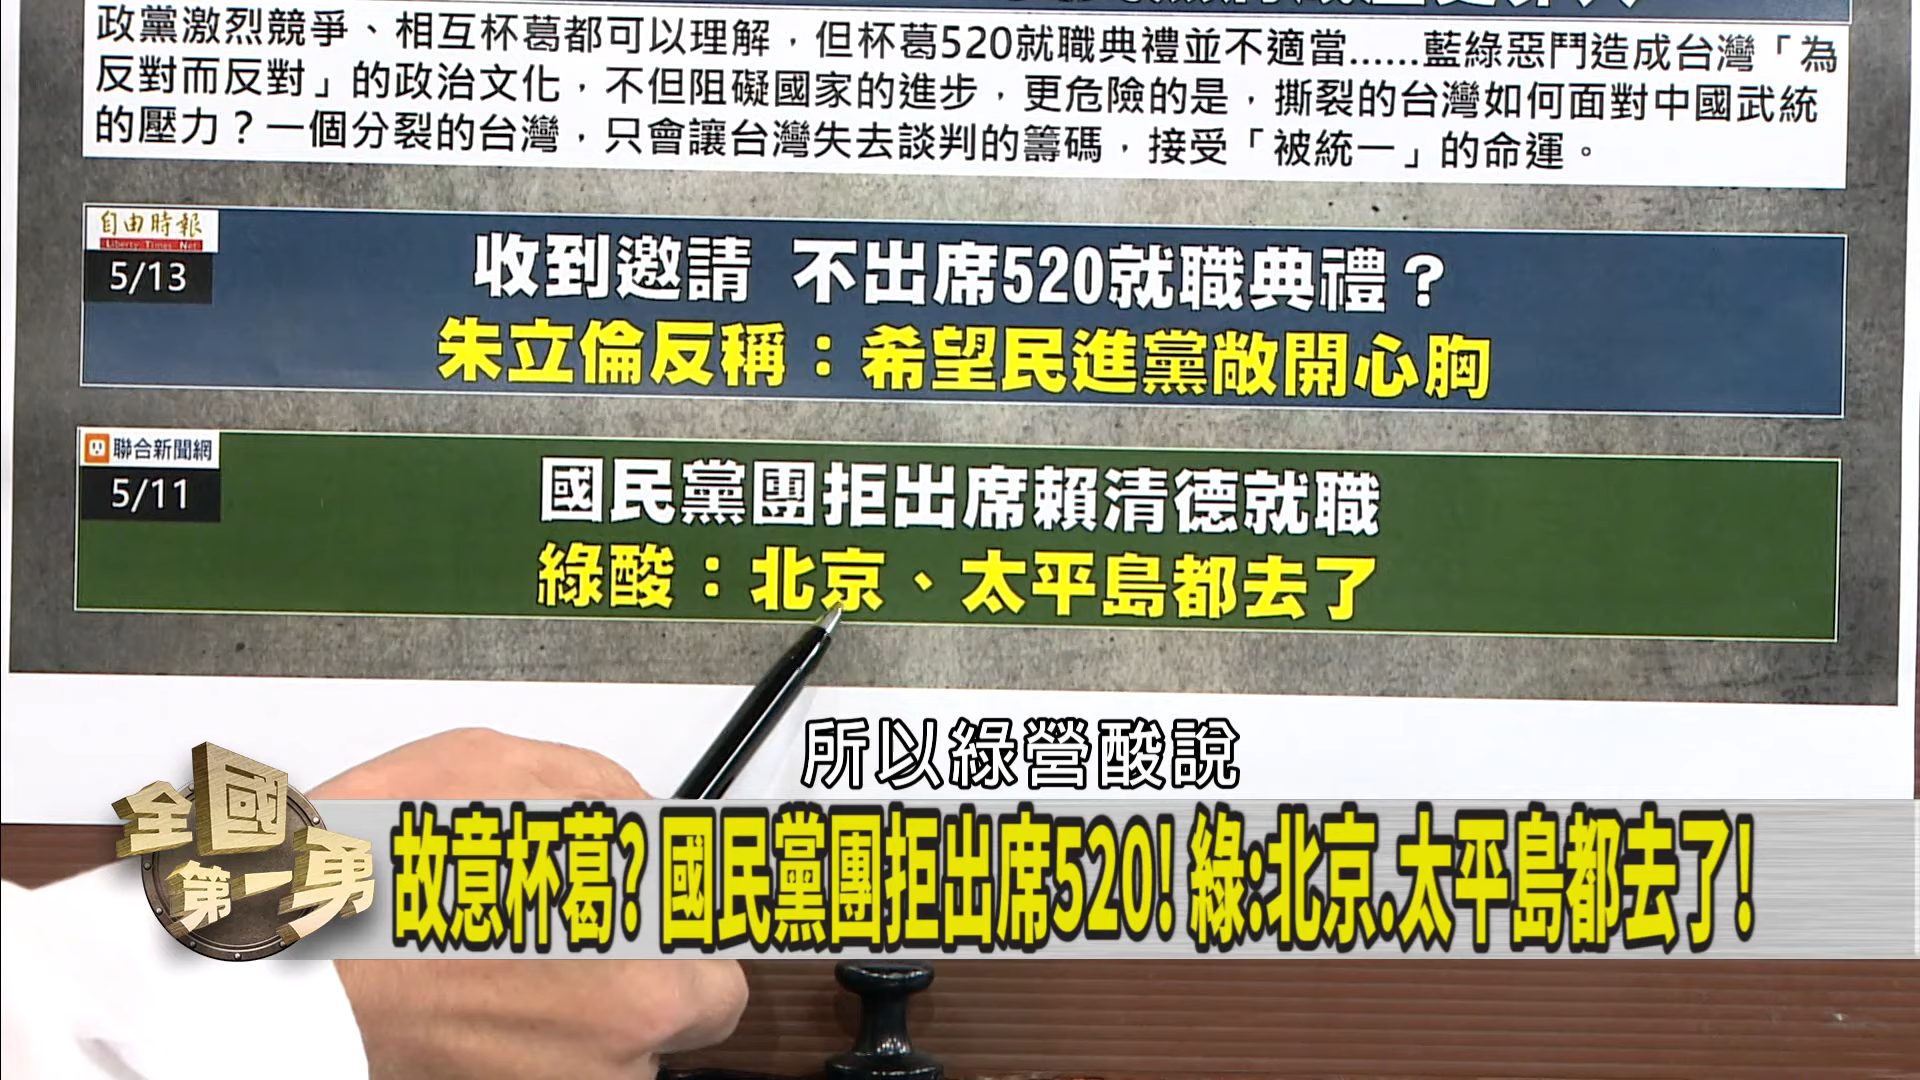 政黨激烈競爭、相互杯葛都可以理解，但杯葛520就職典禮並不適當……藍綠惡鬥造成台灣「為
反對而反對」的政治文化，不但阻礙國家的進步，更危險的是，撕裂的台灣如何面對中國武統
的壓力？一個分裂的台灣，只會讓台灣失去談判的籌碼，接受「被統一」的命運。
自由時報
Liberty Times Net
5/13
收到邀請 不出席520就職典禮？
朱立倫反稱：希望民進黨敞開心胸
聯合新聞網
5/11
國民黨團拒出席賴清德就職
綠酸：北京、太平島都去了
所以綠營酸說
全國第一勇
故意杯葛？國民黨團拒出席520! 綠:北京.太平島都去了!